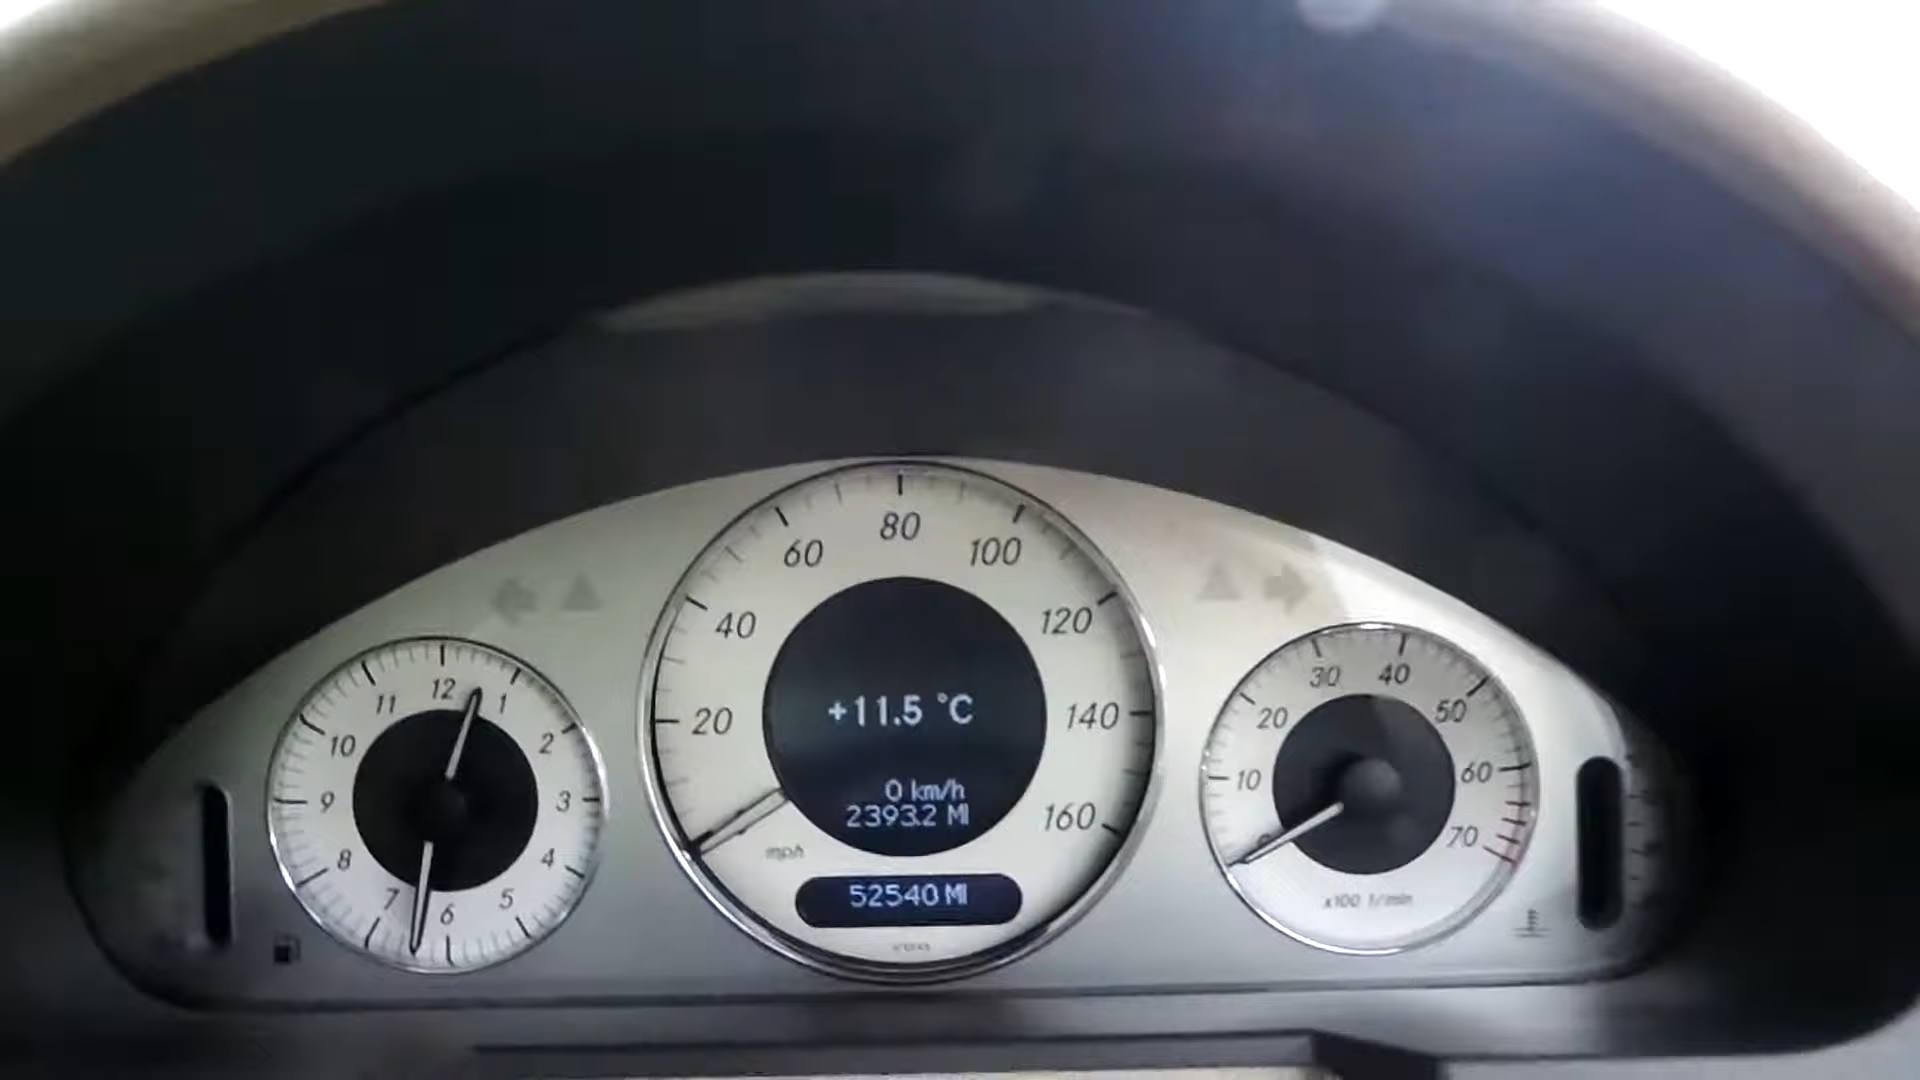 80
60 100
40 120
20 140
160
+11.5 °C
0 km/h
2393.2 MI
mph
52540 MI
12
11 1
10 2
9 3
8 4
7 5
6
30 40
20 50
10 60
0 70
x100 1/min